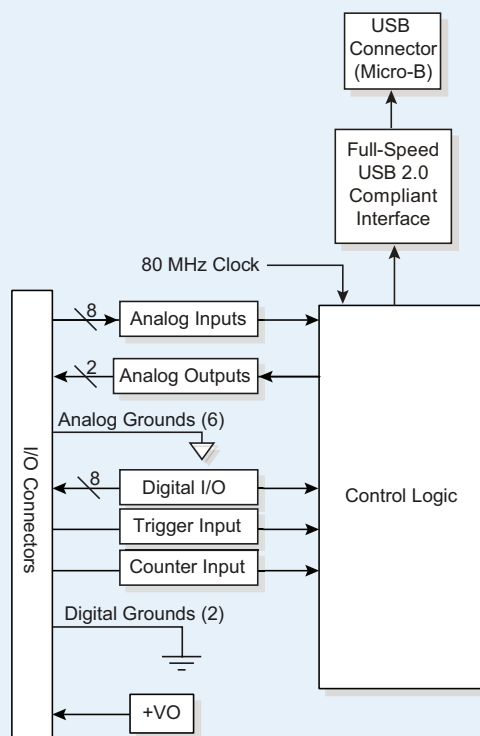 USB
Connector
(Micro-B)
Full-Speed
USB 2.0
Compliant
Interface
80 MHz Clock
8
Analog Inputs
2
Analog Outputs
Analog Grounds (6)
8
Digital I/O
Trigger Input
Counter Input
Digital Grounds (2)
+VO
I/O Connectors
Control Logic